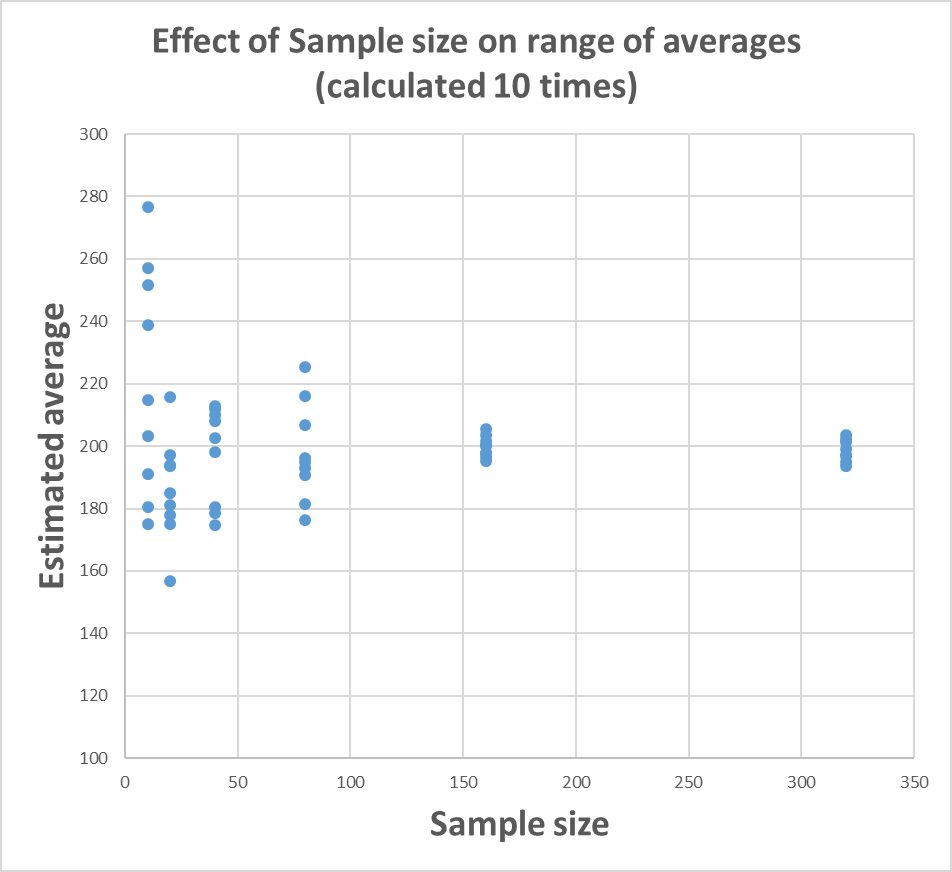 Effect of Sample size on range of averages
(calculated 10 times)
300
280
260
240
220
200
180
160
140
120
100
Estimated average
0 50 100 150 200 250 300 350
Sample size